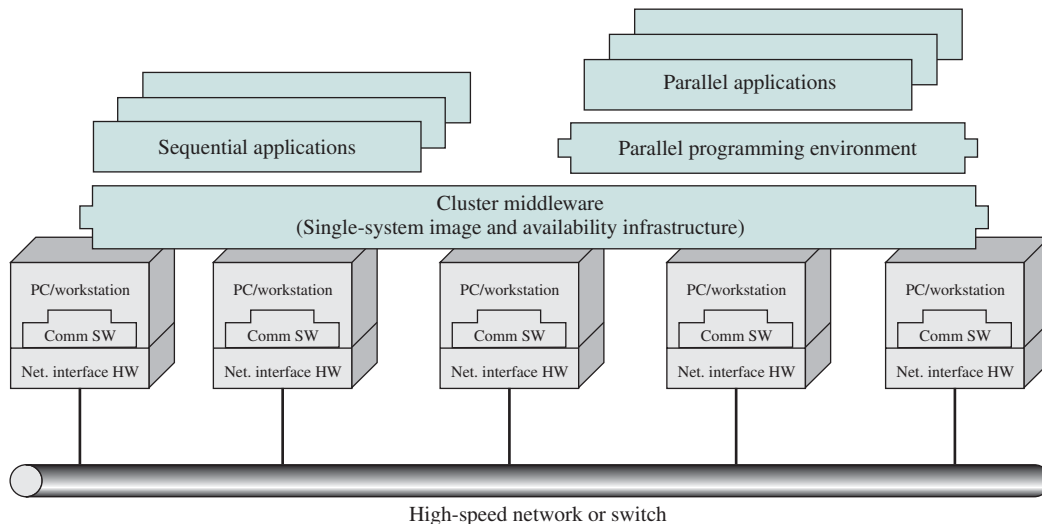 Parallel applications
Sequential applications
Parallel programming environment
Cluster middleware
(Single-system image and availability infrastructure)
PC/workstation
Comm SW
Net. interface HW
PC/workstation
Comm SW
Net. interface HW
PC/workstation
Comm SW
Net. interface HW
PC/workstation
Comm SW
Net. interface HW
PC/workstation
Comm SW
Net. interface HW
High-speed network or switch